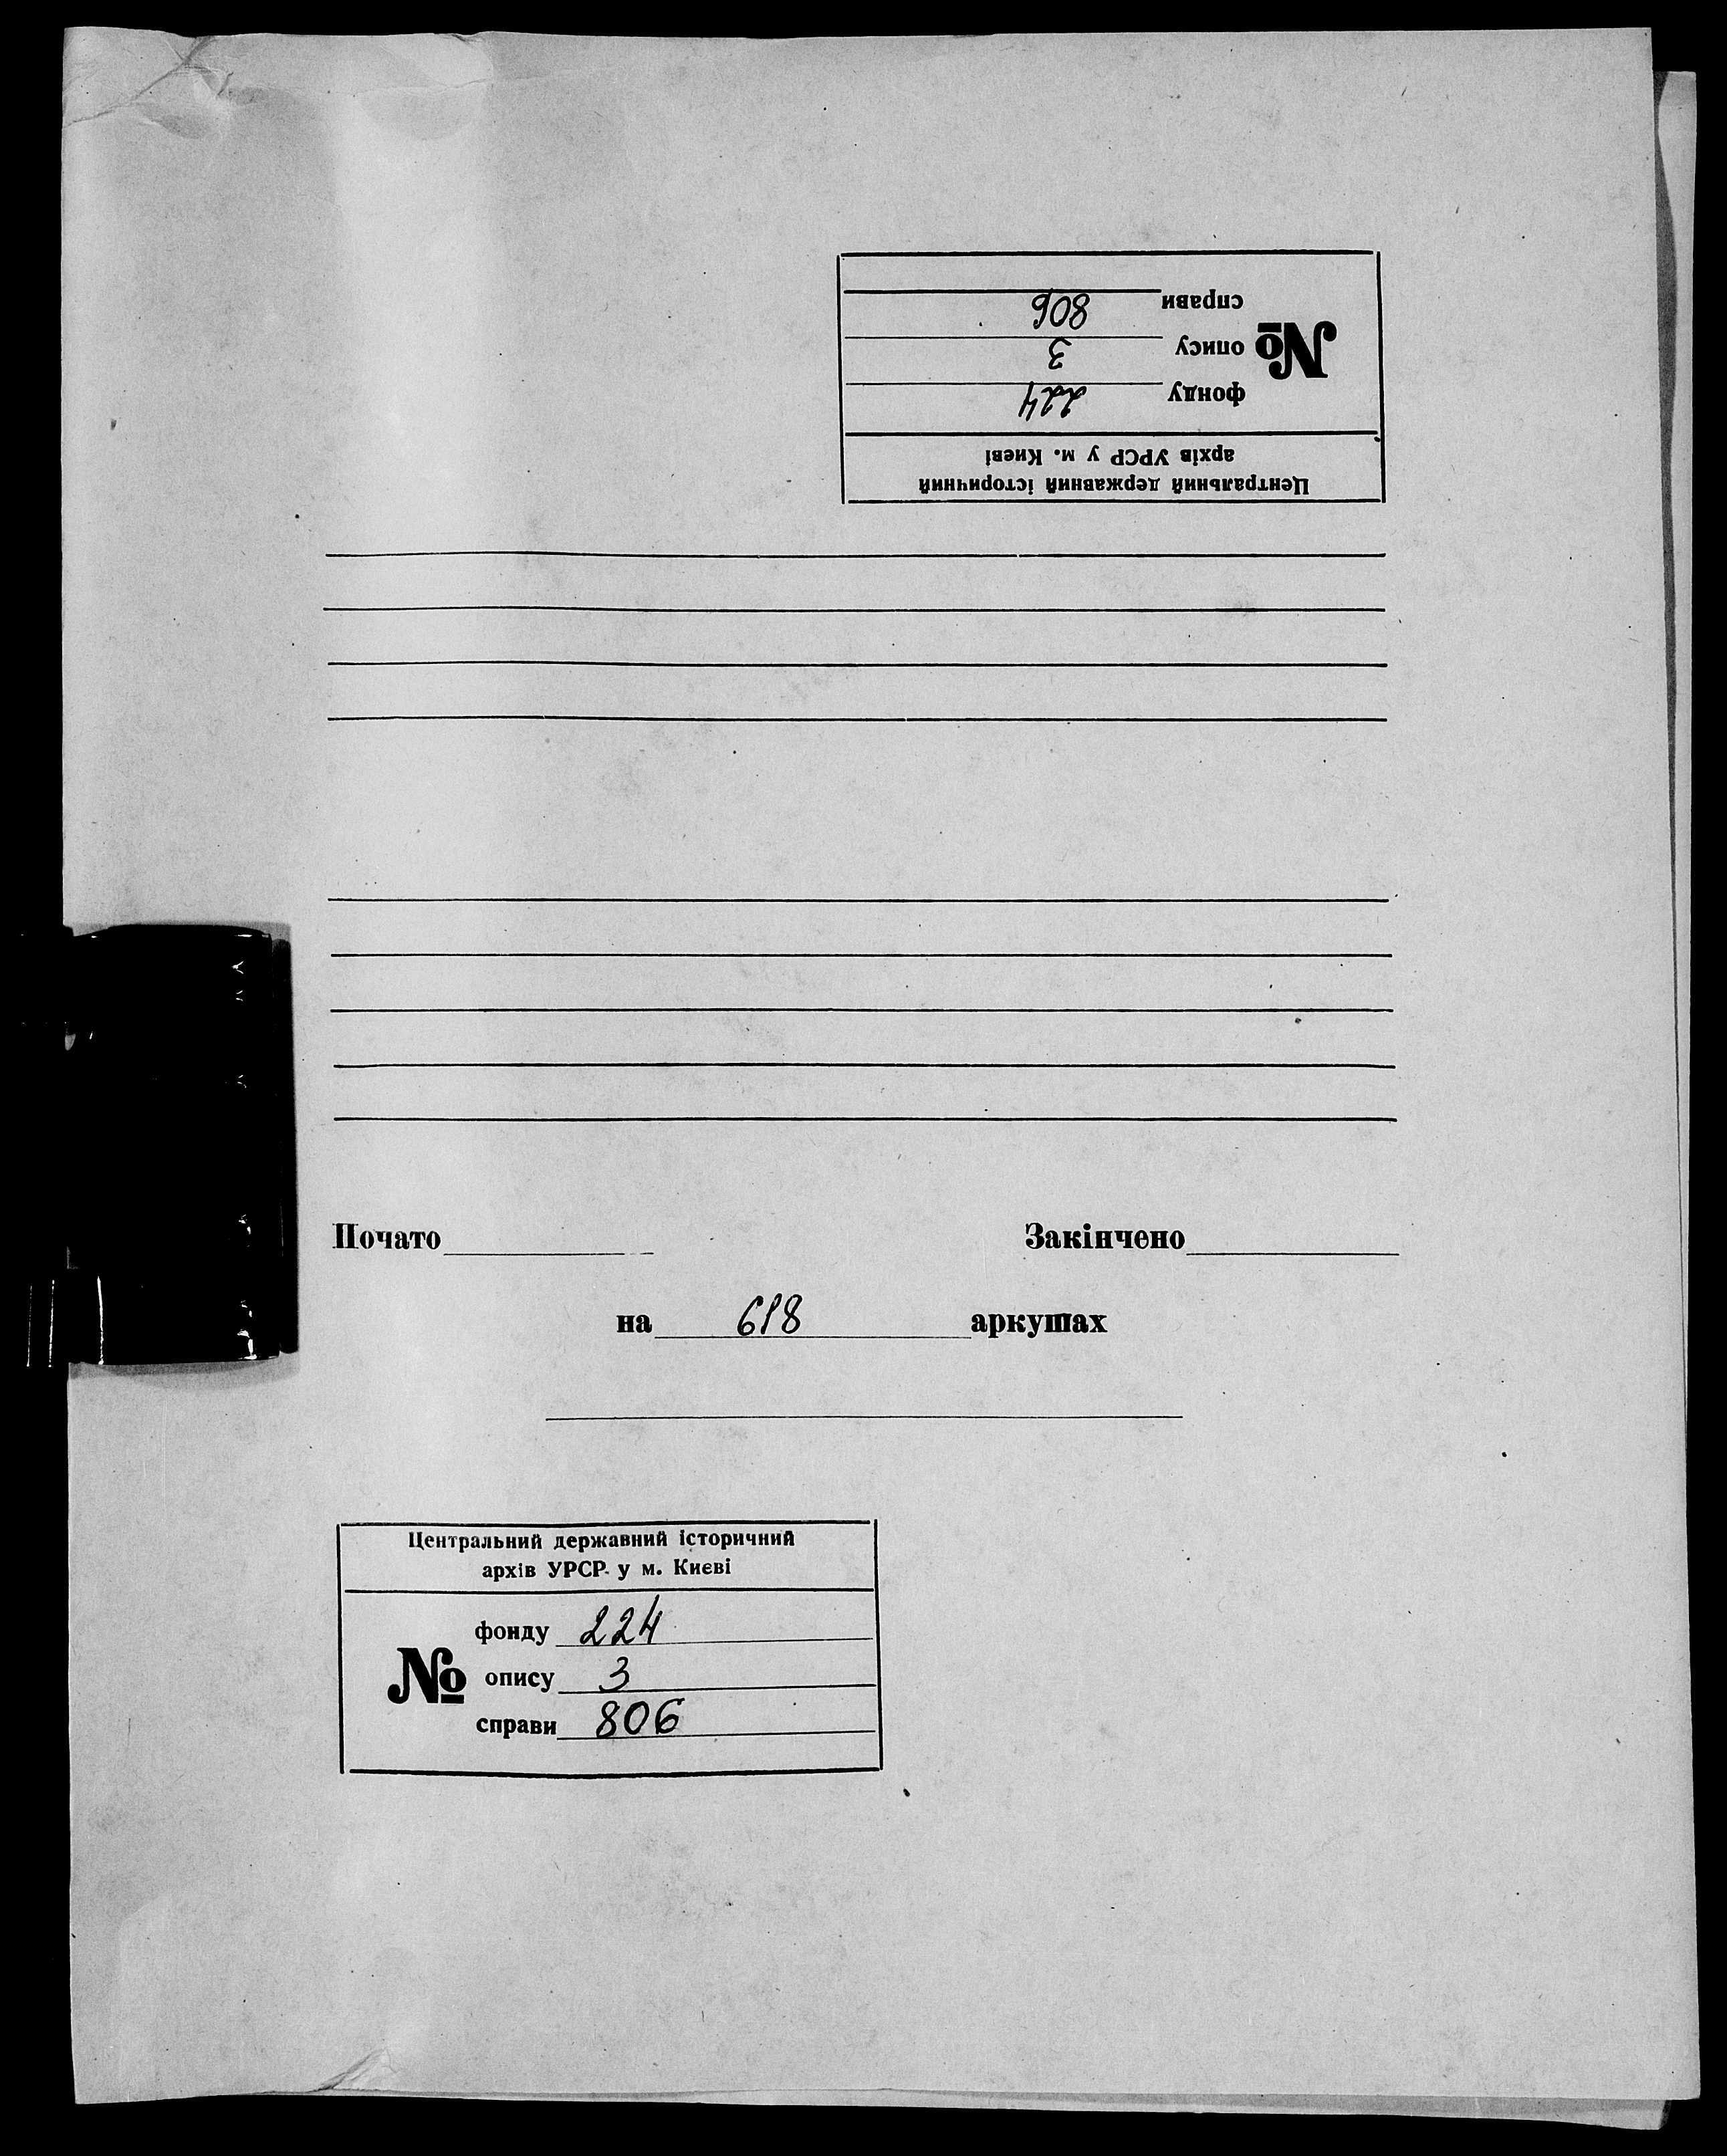 справи 806
№ опису 3
фонду 224
архів УРСР у м. Києві
Центральний державний історичний
Почато Закінчено
на 618 аркушах
Центральний державний історичний
архів УРСР у м. Києві
фонду 224
№ опису 3
справи 806